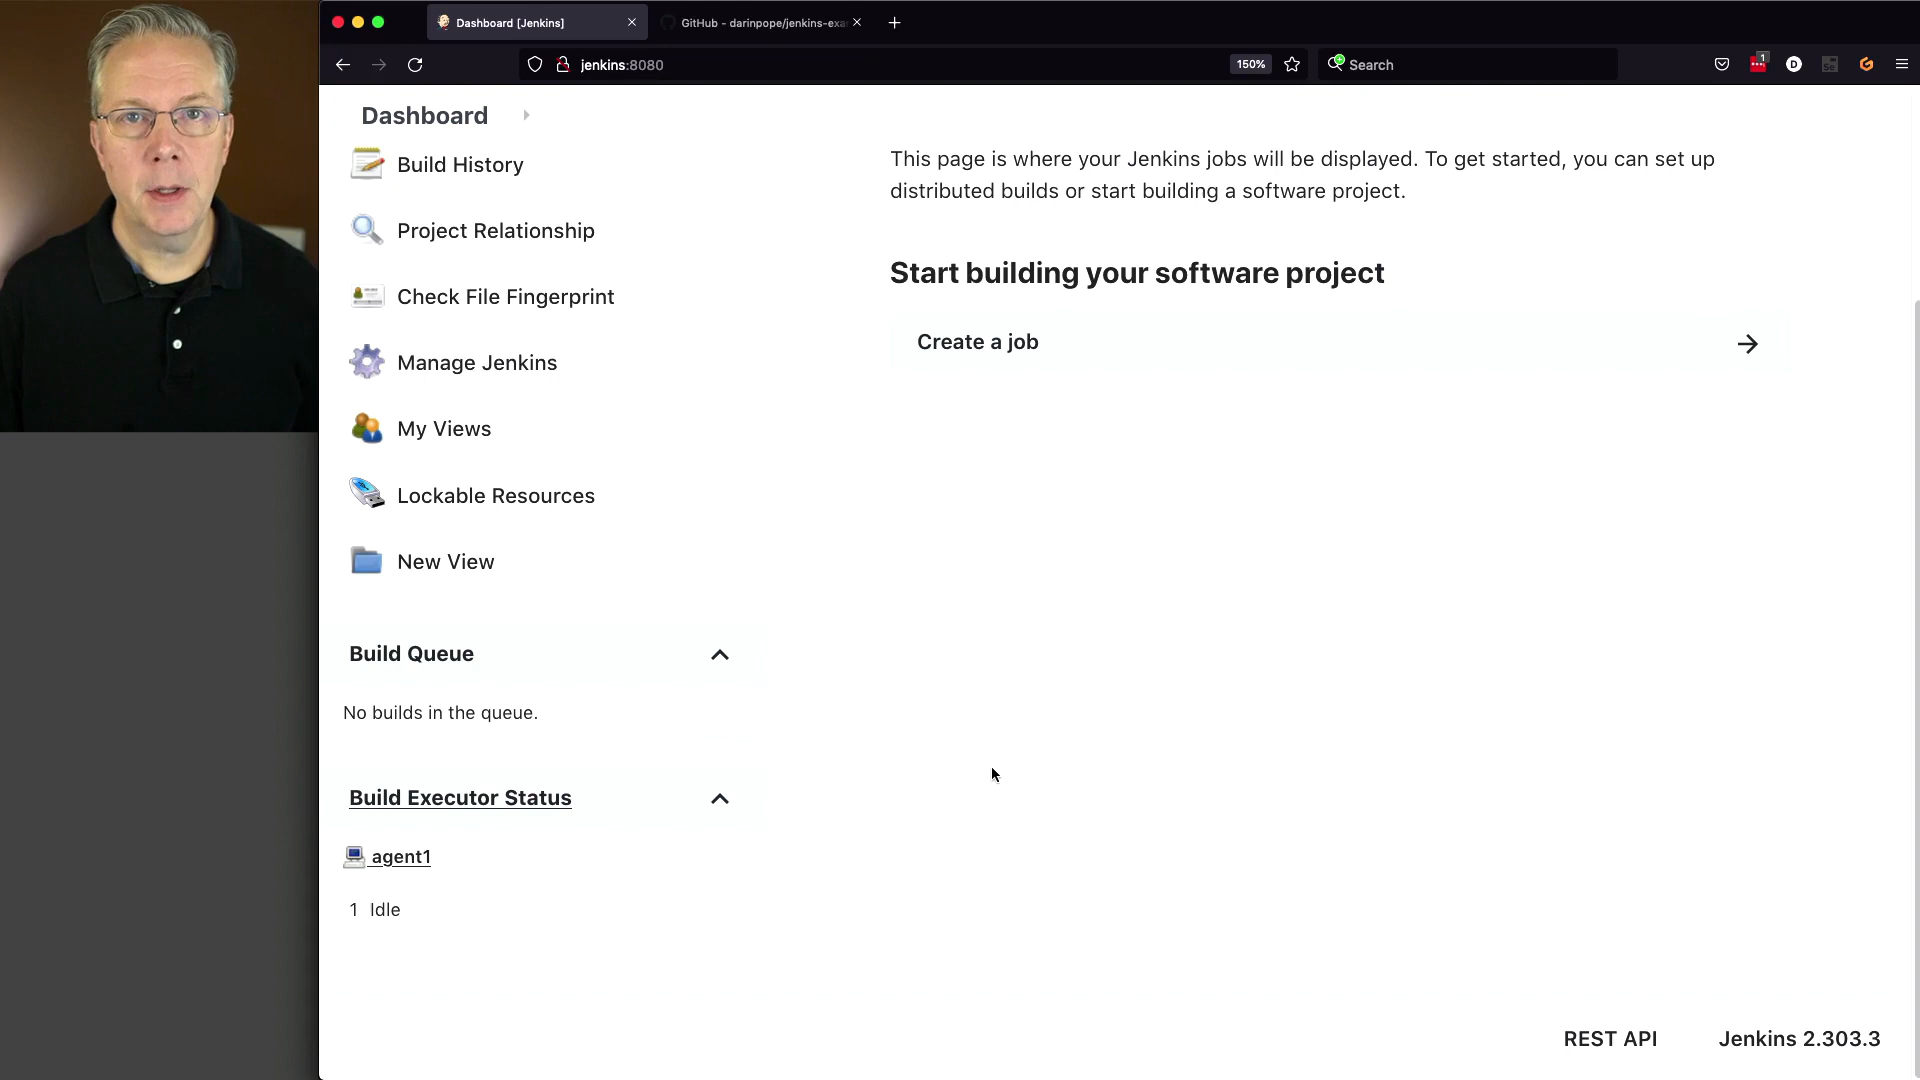 Dashboard [Jenkins]
GitHub - darinpope/jenkins-exa
jenkins:8080
150%
Search
1
D
Dashboard
Build History
Project Relationship
Check File Fingerprint
Manage Jenkins
My Views
Lockable Resources
New View
Build Queue
No builds in the queue.
Build Executor Status
agent1
1 Idle
This page is where your Jenkins jobs will be displayed. To get started, you can set up
distributed builds or start building a software project.
Start building your software project
Create a job
REST API
Jenkins 2.303.3